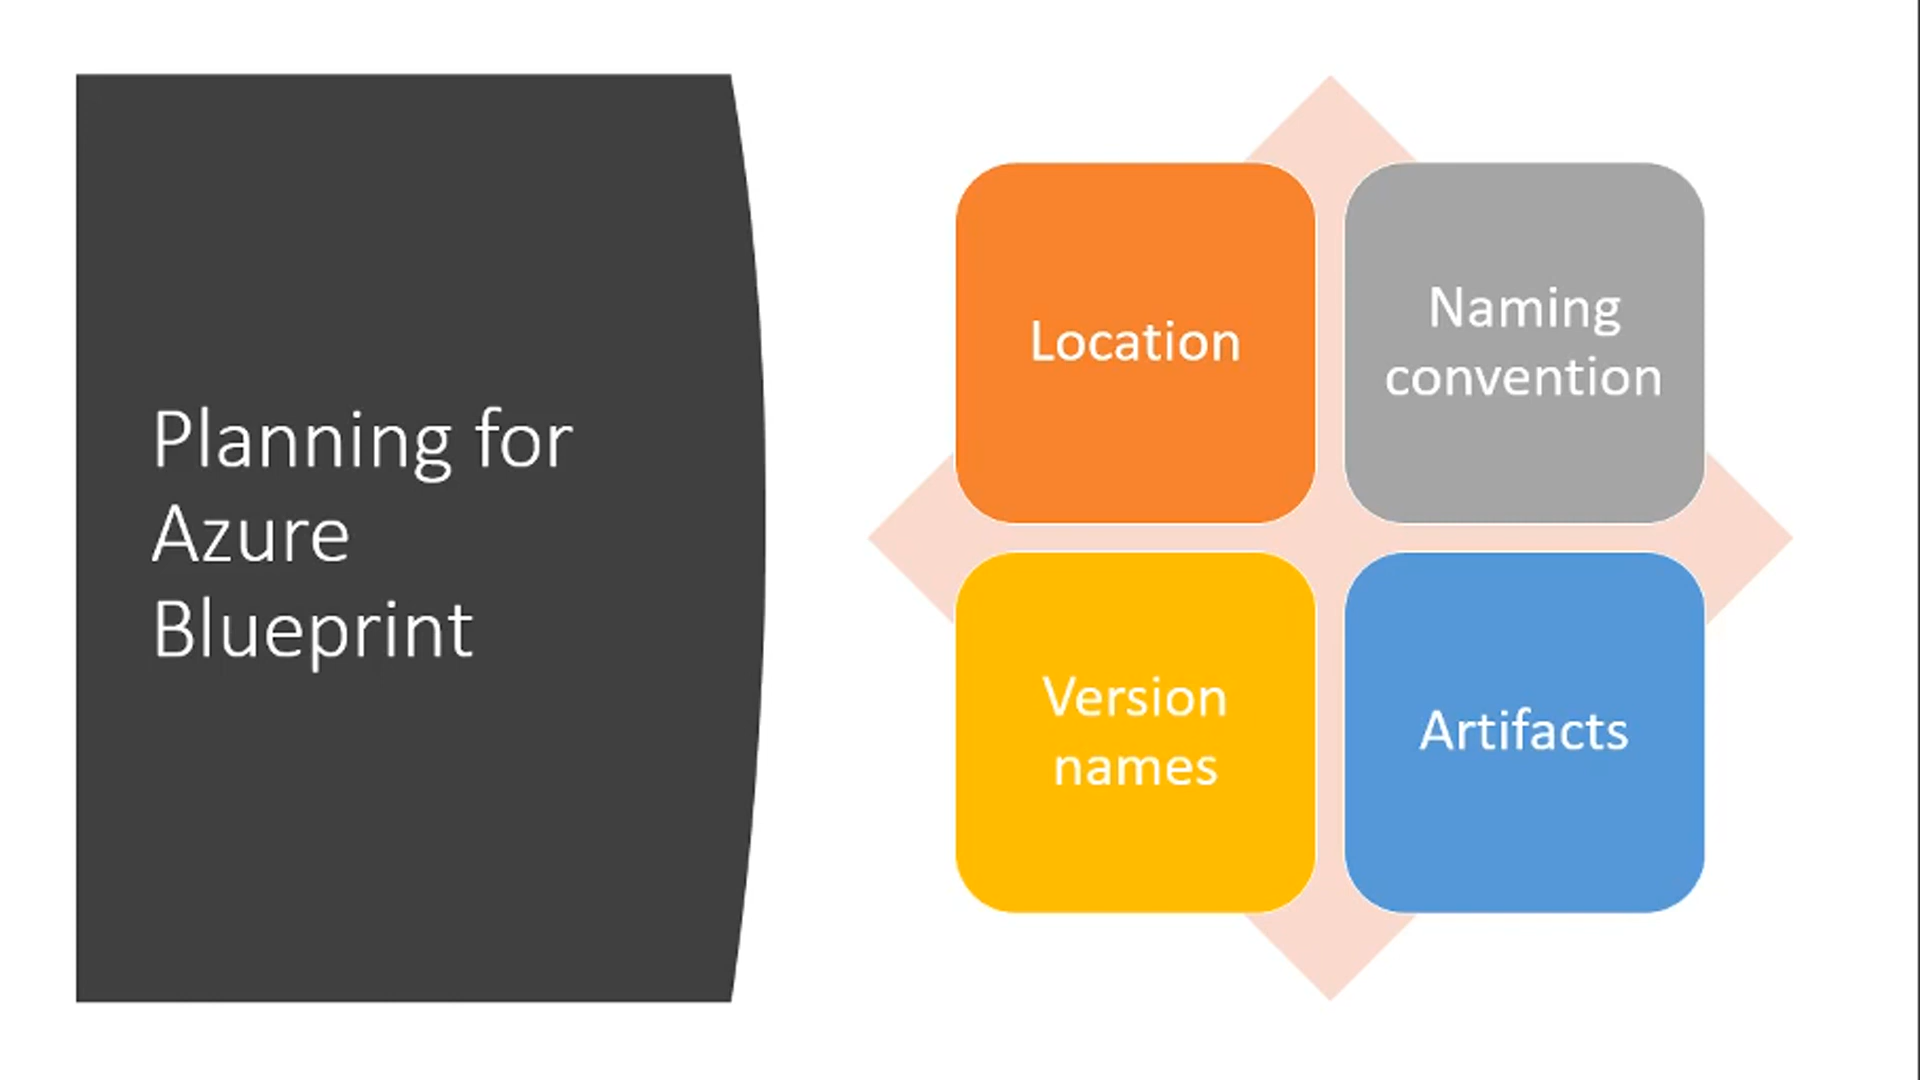 Planning for
Azure
Blueprint
Location
Naming
convention
Version
names
Artifacts